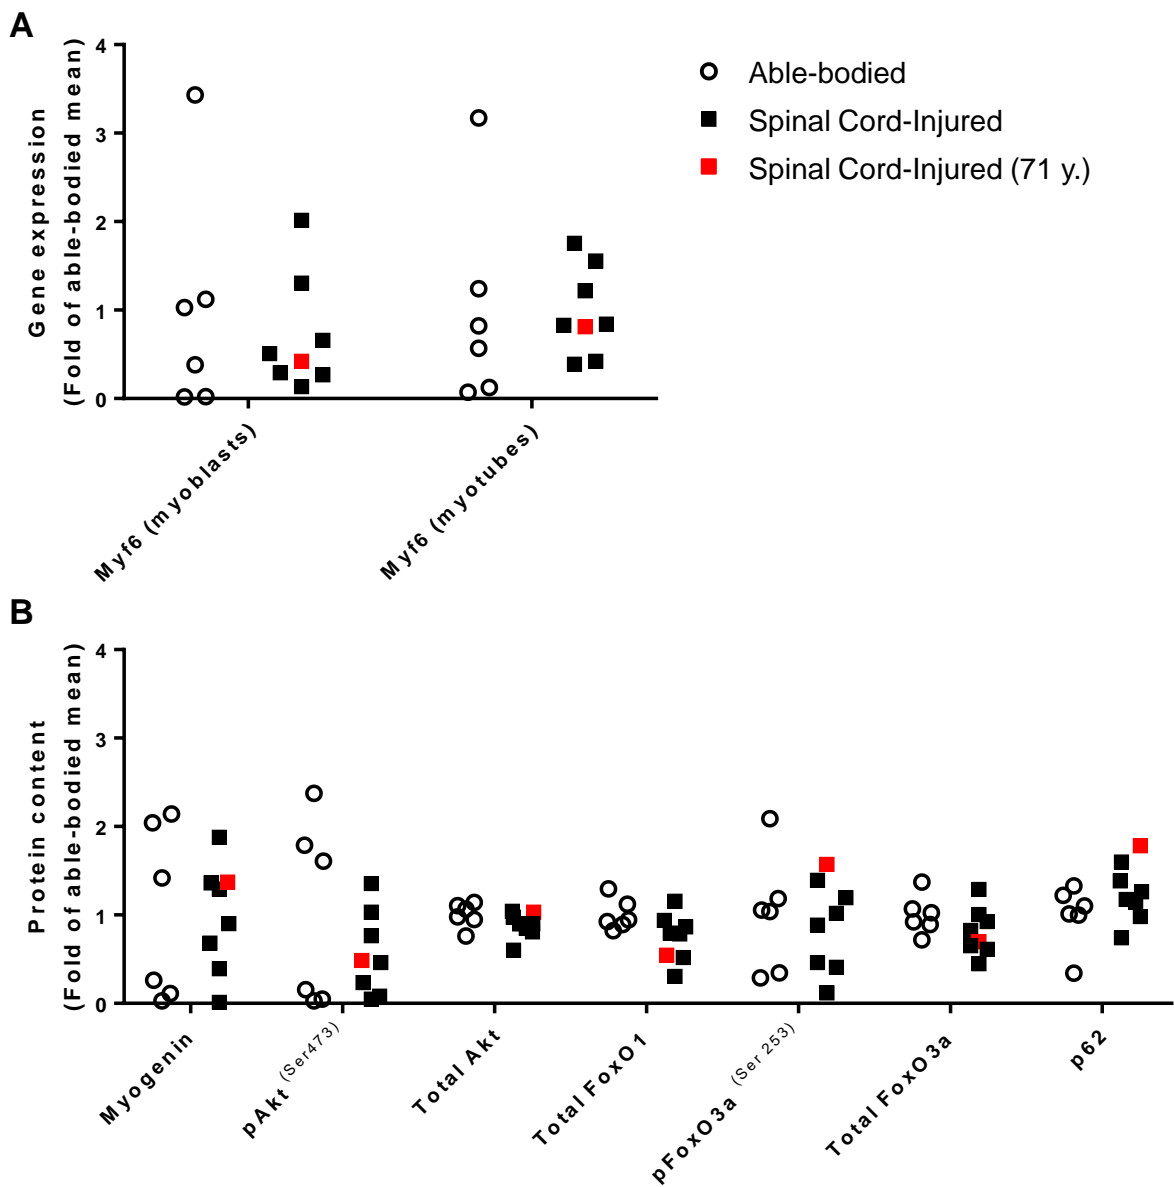 A
Gene expression
(Fold of able-bodied mean)
4
3
2
1
0
Able-bodied
Spinal Cord-Injured
Spinal Cord-Injured (71 y.)
Myf6 (myoblasts)
Myf6 (myotubes)
B
Protein content
(Fold of able-bodied mean)
4
3
2
1
0
Myogenin
pAkt (Ser473)
Total Akt
Total FoxO1
pFoxO3a (Ser 253)
Total FoxO3a
p62